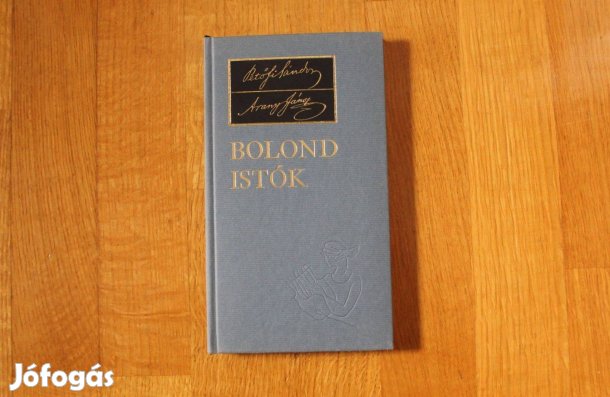 Petőfi Sándor
Arany János
BOLOND
ISTÓK
Jófogás